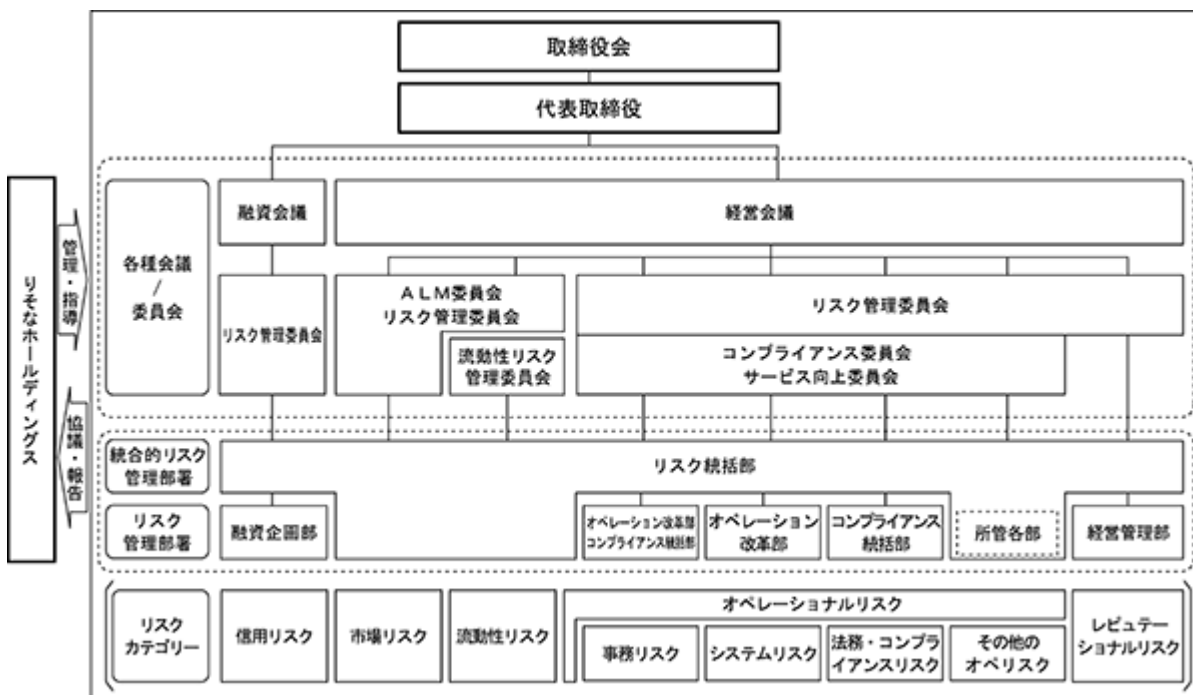 取締役会
代表取締役
りそなホールディングス
管理・指導
協議・報告
各種会議
/
委員会
融資会議
経営会議
リスク管理委員会
ALM委員会
リスク管理委員会
流動性リスク
管理委員会
リスク管理委員会
コンプライアンス委員会
サービス向上委員会
統合的リスク
管理部署
リスク統括部
リスク
管理部署
融資企画部
オペレーション改革部
コンプライアンス統括部
オペレーション
改革部
コンプライアンス
統括部
所管各部
経営管理部
リスク
カテゴリー
信用リスク
市場リスク
流動性リスク
オペレーショナルリスク
事務リスク
システムリスク
法務・コンプラ
イアンスリスク
その他の
オペリスク
レピュテー
ショナルリスク